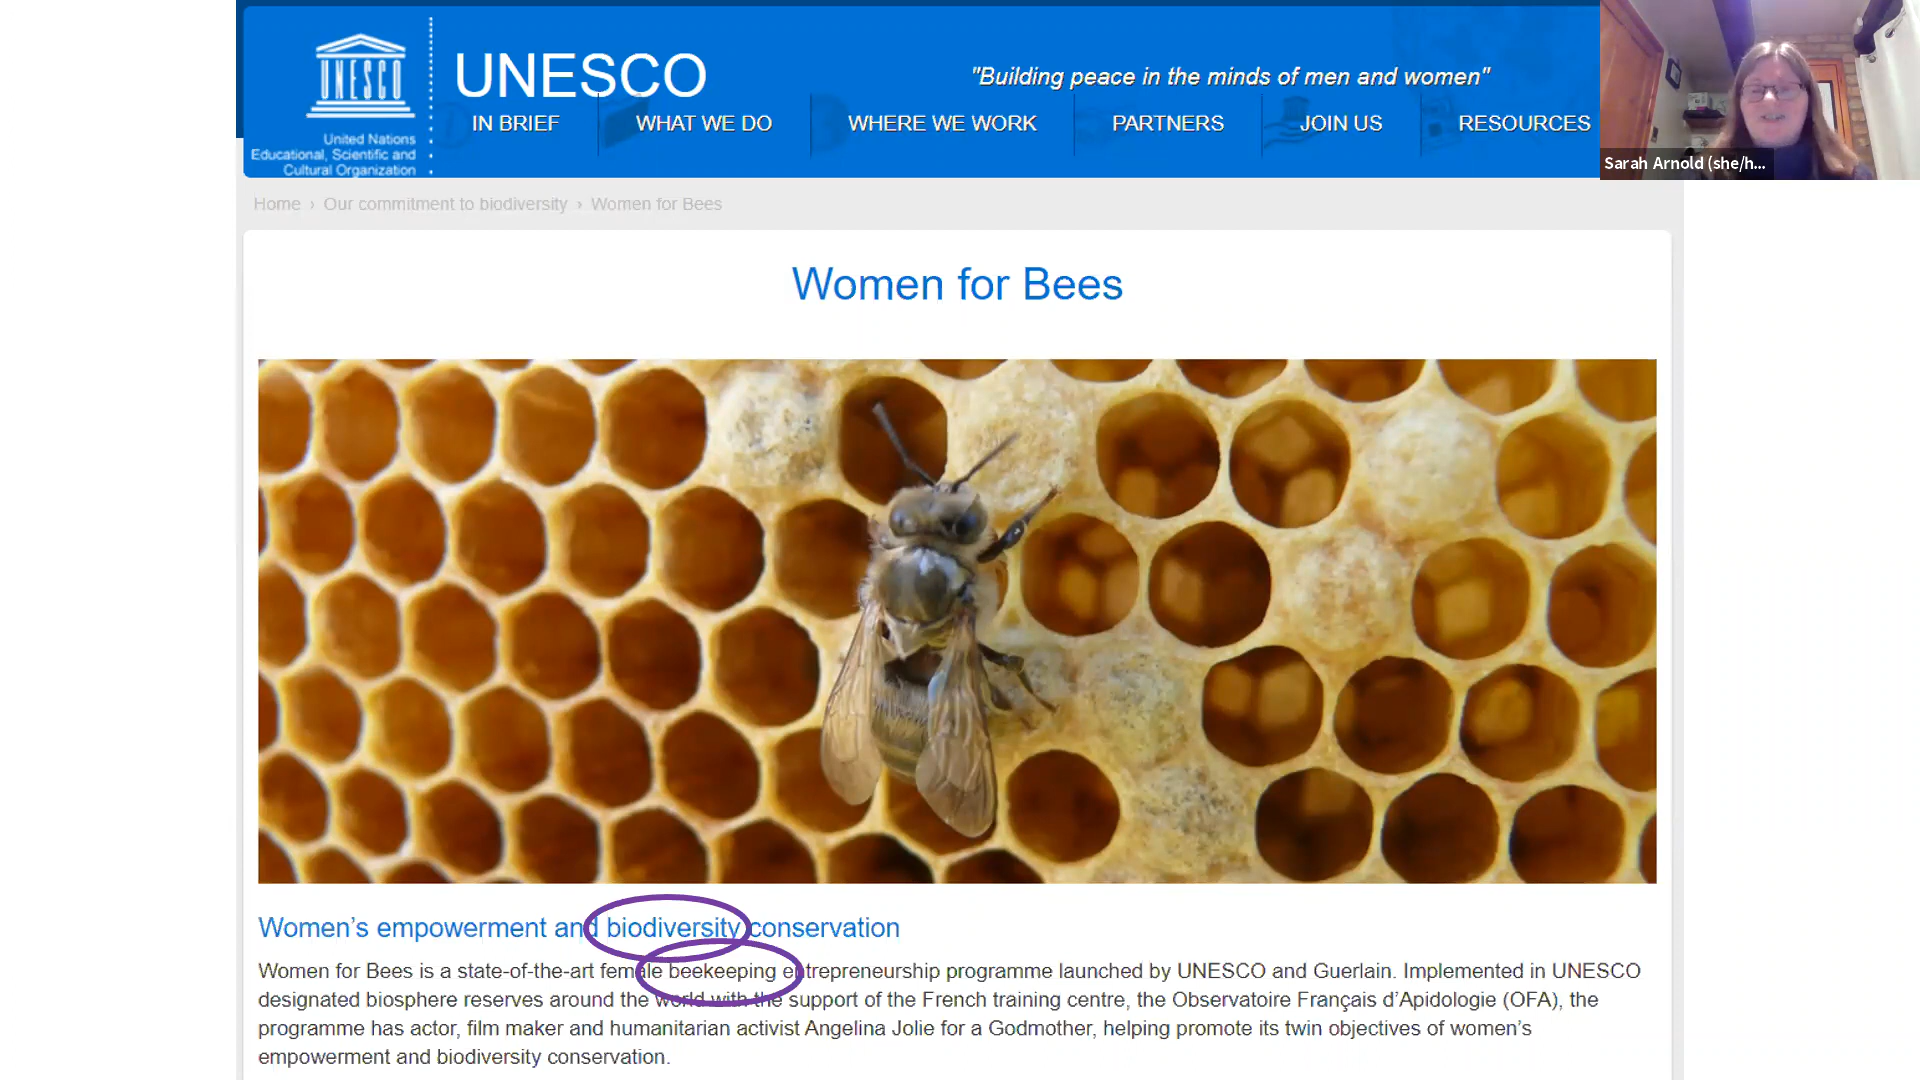 UNESCO
United Nations
Educational, Scientific and
Cultural Organization
UNESCO
"Building peace in the minds of men and women"
IN BRIEF
WHAT WE DO
WHERE WE WORK
PARTNERS
JOIN US
RESOURCES
Sarah Arnold (she/h...
Home › Our commitment to biodiversity › Women for Bees
Women for Bees
Women’s empowerment and biodiversity conservation
Women for Bees is a state-of-the-art female beekeeping entrepreneurship programme launched by UNESCO and Guerlain. Implemented in UNESCO
designated biosphere reserves around the world with the support of the French training centre, the Observatoire Français d’Apidologie (OFA), the
programme has actor, film maker and humanitarian activist Angelina Jolie for a Godmother, helping promote its twin objectives of women’s
empowerment and biodiversity conservation.